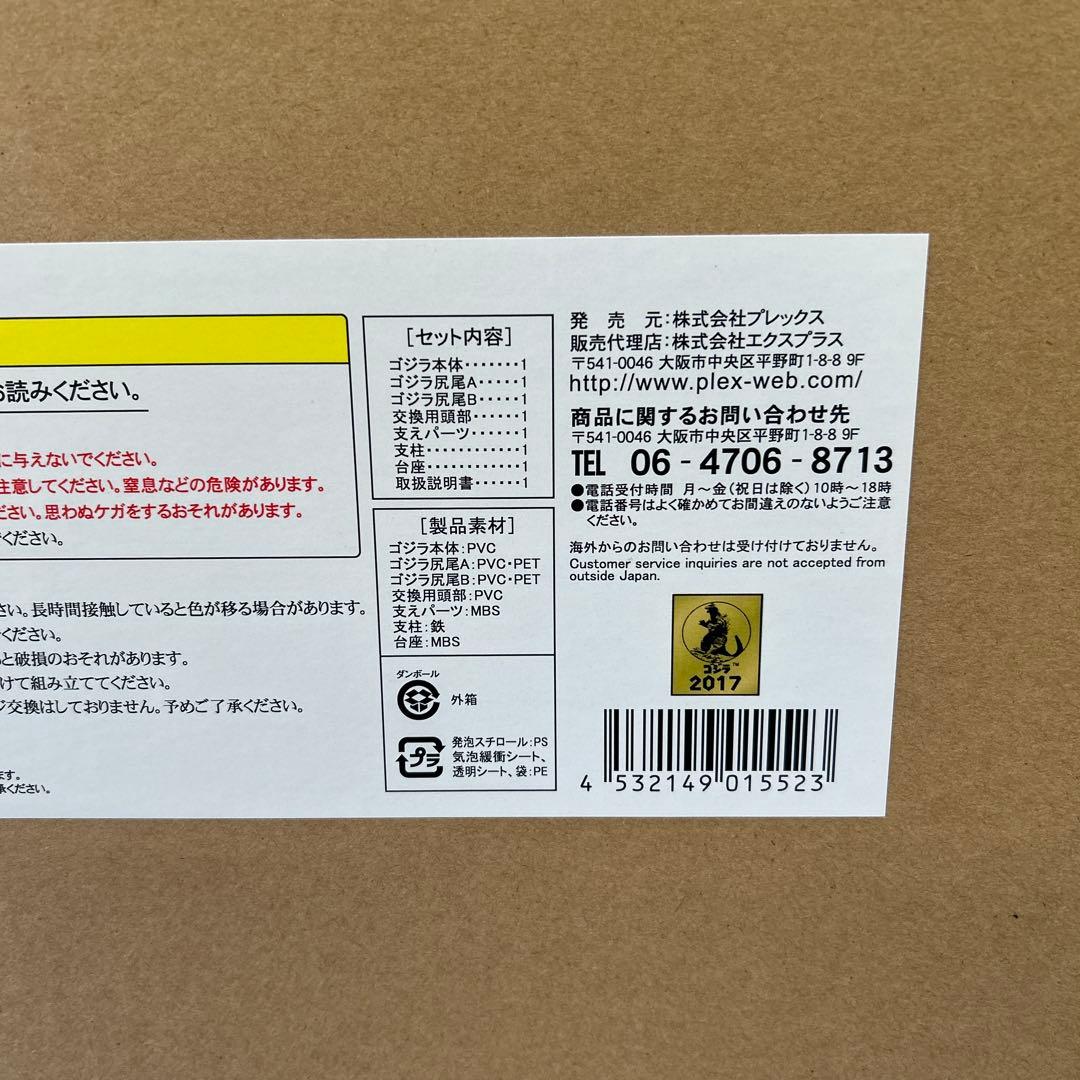 お読みください。
に与えないでください。
注意してください。窒息などの危険があります。
ださい。思わぬケガをするおそれがあります。
ください。
さい。長時間接触していると色が移る場合があります。
ください。
と破損のおそれがあります。
けて組み立ててください。
ジ交換はしておりません。予めご了承ください。
ます。
承ください。
[セット内容]
ゴジラ本体・・・・・・・1
ゴジラ尻尾A・・・・・1
ゴジラ尻尾B・・・・・1
交換用頭部・・・・・・1
支えパーツ・・・・・・1
支柱・・・・・・・・・・・・1
台座・・・・・・・・・・・・1
取扱説明書・・・・・・1
[製品素材]
ゴジラ本体:PVC
ゴジラ尻尾A:PVC・PET
ゴジラ尻尾B:PVC・PET
交換用頭部:PVC
支えパーツ:MBS
支柱:鉄
台座:MBS
ダンボール
外箱
プラ
発泡スチロール:PS
気泡緩衝シート、
透明シート、袋:PE
発売元:株式会社プレックス
販売代理店:株式会社エクスプラス
〒541-0046 大阪市中央区平野町1-8-8 9F
http://www.plex-web.com/
商品に関するお問い合わせ先
〒541-0046 大阪市中央区平野町1-8-8 9F
TEL 06-4706-8713
●電話受付時間 月～金(祝日は除く)10時～18時
●電話番号はよく確かめてお間違えのないようご注意
ください。
海外からのお問い合わせは受け付けておりません。
Customer service inquiries are not accepted from
outside Japan.
ゴジラ™
2017
4 532149 015523